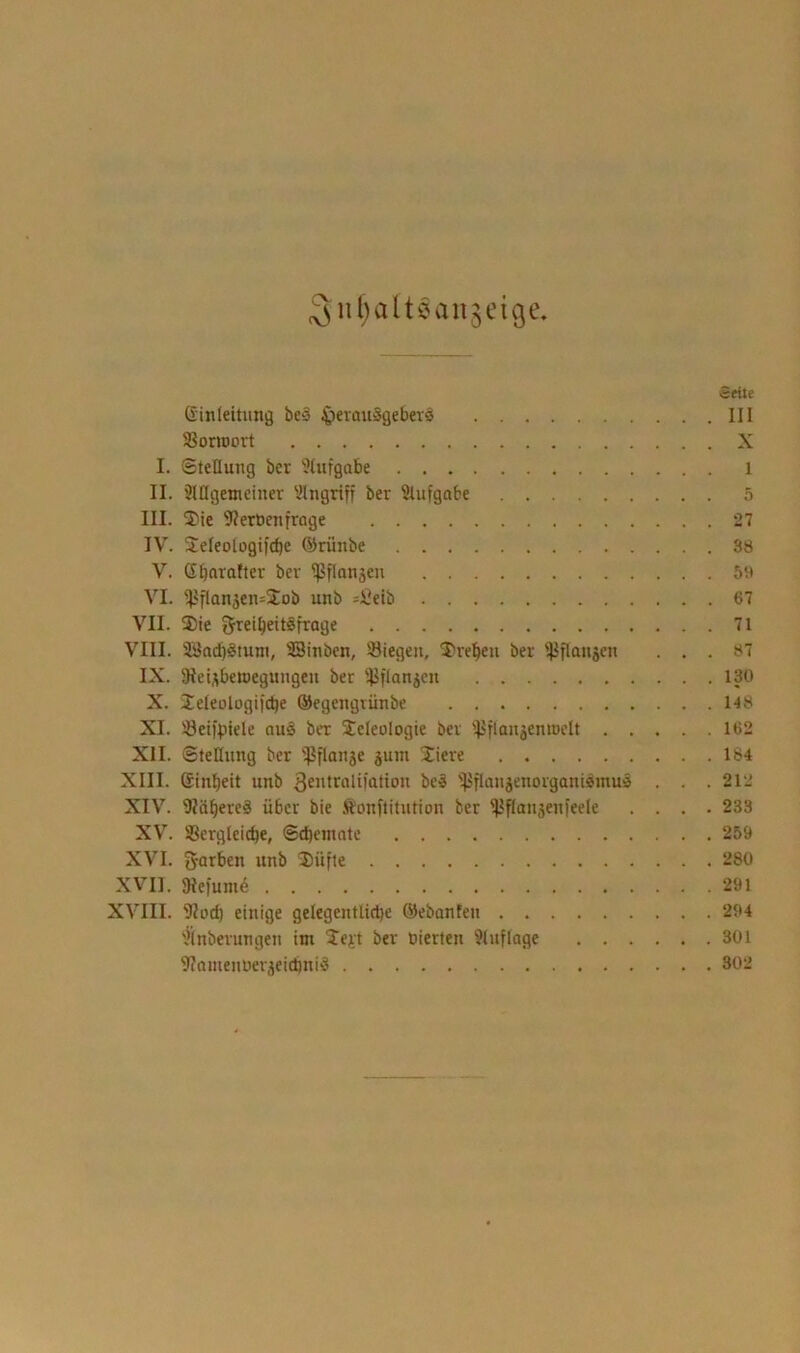 Inhaltsanzeige.
Seite
Einleitung des Herausgebers . . . . . . . . . . III
Vorwort . . . . . . . . . . . . . . . . . X
I. Stellung der Aufgabe . . . . . . . . . . . . . 1
II. Allgemeiner Angriff der Aufgabe . . . . . . . . . 5
III. Die Nervenfrage . . . . . . . . . . . . . . 27
IV. Teleologische Gründe . . . . . . . . . . . . . 38
V. Charakter der Pflanzen . . . . . . . . . . . . 59
VI. Pflanzen=Tod und =Leib . . . . . . . . . . . . 67
VII. Die Freiheitsfrage . . . . . . . . . . . . . . 71
VIII. Wachstum, Winden, Biegen, Drehen der Pflanzen . . . 87
IX. Reizbewegungen der Pflanzen . . . . . . . . . . 130
X. Teleologische Gegengründe . . . . . . . . . . . 148
XI. Beispiele aus der Teleologie der Pflanzenwelt . . . . . 162
XII. Stellung der Pflanze zum Tiere . . . . . . . . . 184
XIII. Einheit und Zentralisation des Pflanzenorganismus . . . 212
XIV. Näheres über die Konstitution der Pflanzenseele . . . . 233
XV. Vergleiche, Schemate . . . . . . . . . . . . . 259
XVI. Farben und Düfte . . . . . . . . . . . . . . 280
XVII. Resumé . . . . . . . . . . . . . . . . . . 291
XVIII. Noch einige gelegentliche Gedanken . . . . . . . . . 294
Änderungen im Text der vierten Auflage . . . . . . 301
Namenverzeichnis . . . . . . . . . . . . . . . 302